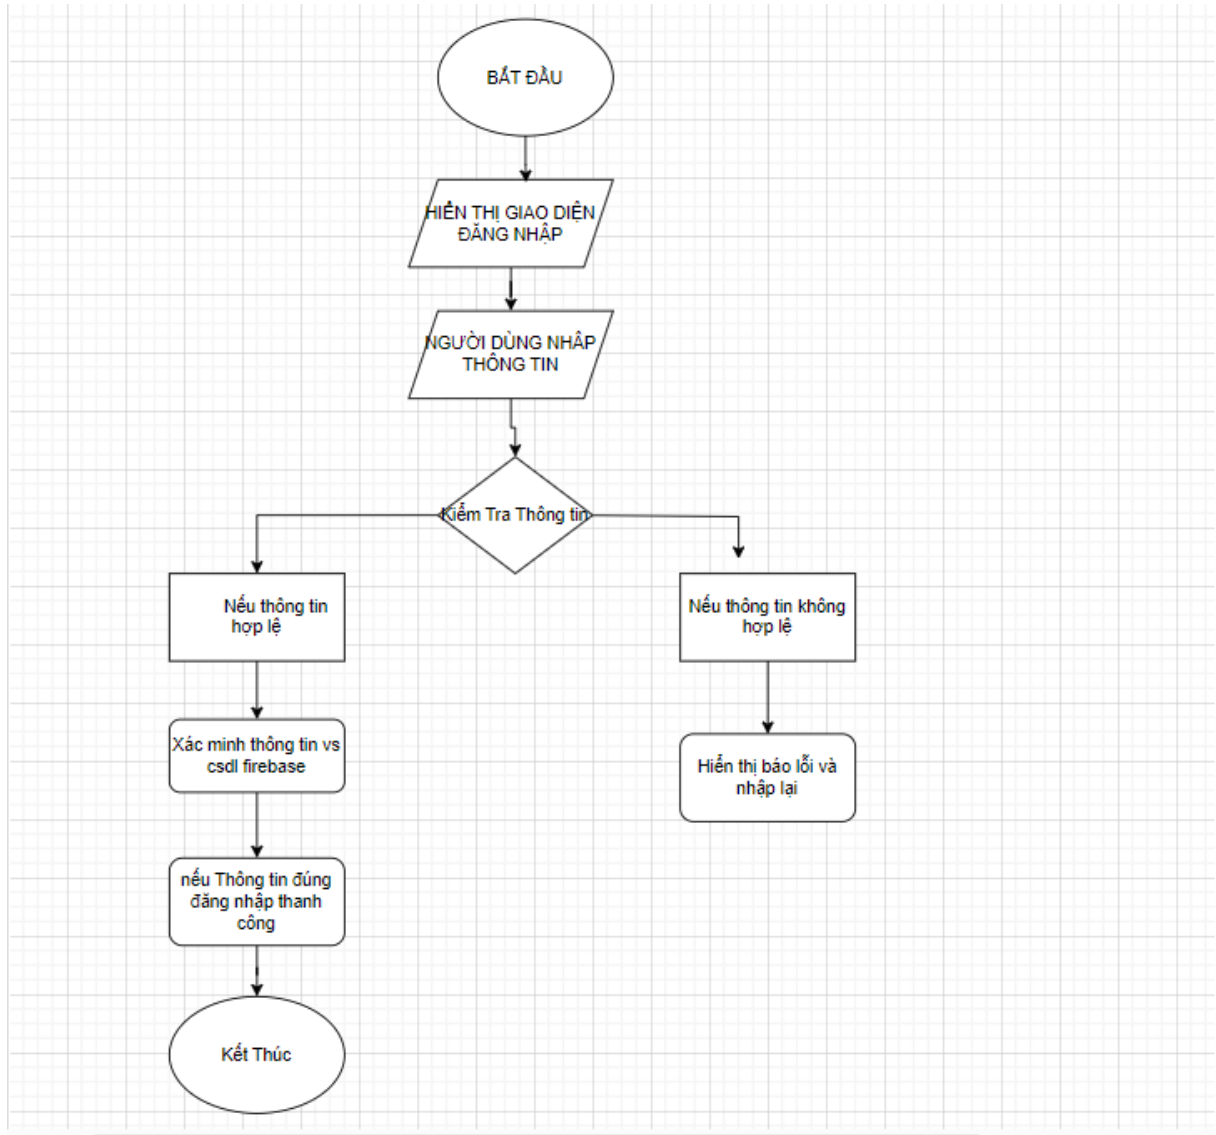 BẮT ĐẦU
HIỂN THỊ GIAO DIỆN
ĐĂNG NHẬP
NGƯỜI DÙNG NHẬP
THÔNG TIN
Kiểm Tra Thông tin
Nếu thông tin
hợp lệ
Nếu thông tin không
hợp lệ
Xác minh thông tin vs
csdl firebase
Hiển thị báo lỗi và
nhập lại
nếu Thông tin đúng
đăng nhập thanh
công
Kết Thúc